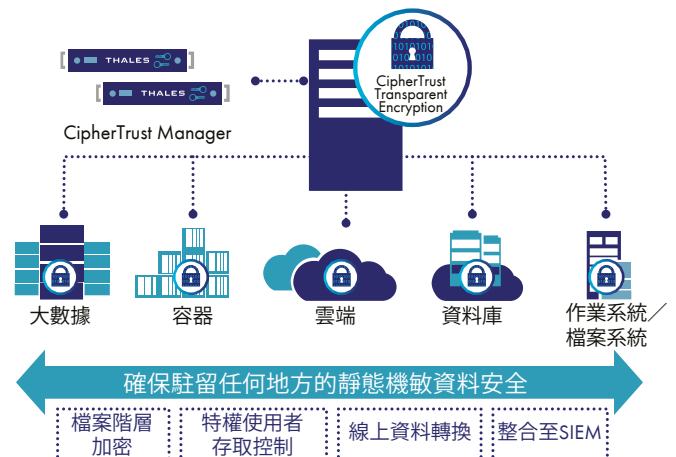 THALES
THALES
CipherTrust Manager
CipherTrust
Transparent
Encryption
大數據
容器
雲端
資料庫
作業系統／
檔案系統
確保駐留任何地方的靜態機敏資料安全
檔案階層
加密
特權使用者
存取控制
線上資料轉換
整合至SIEM